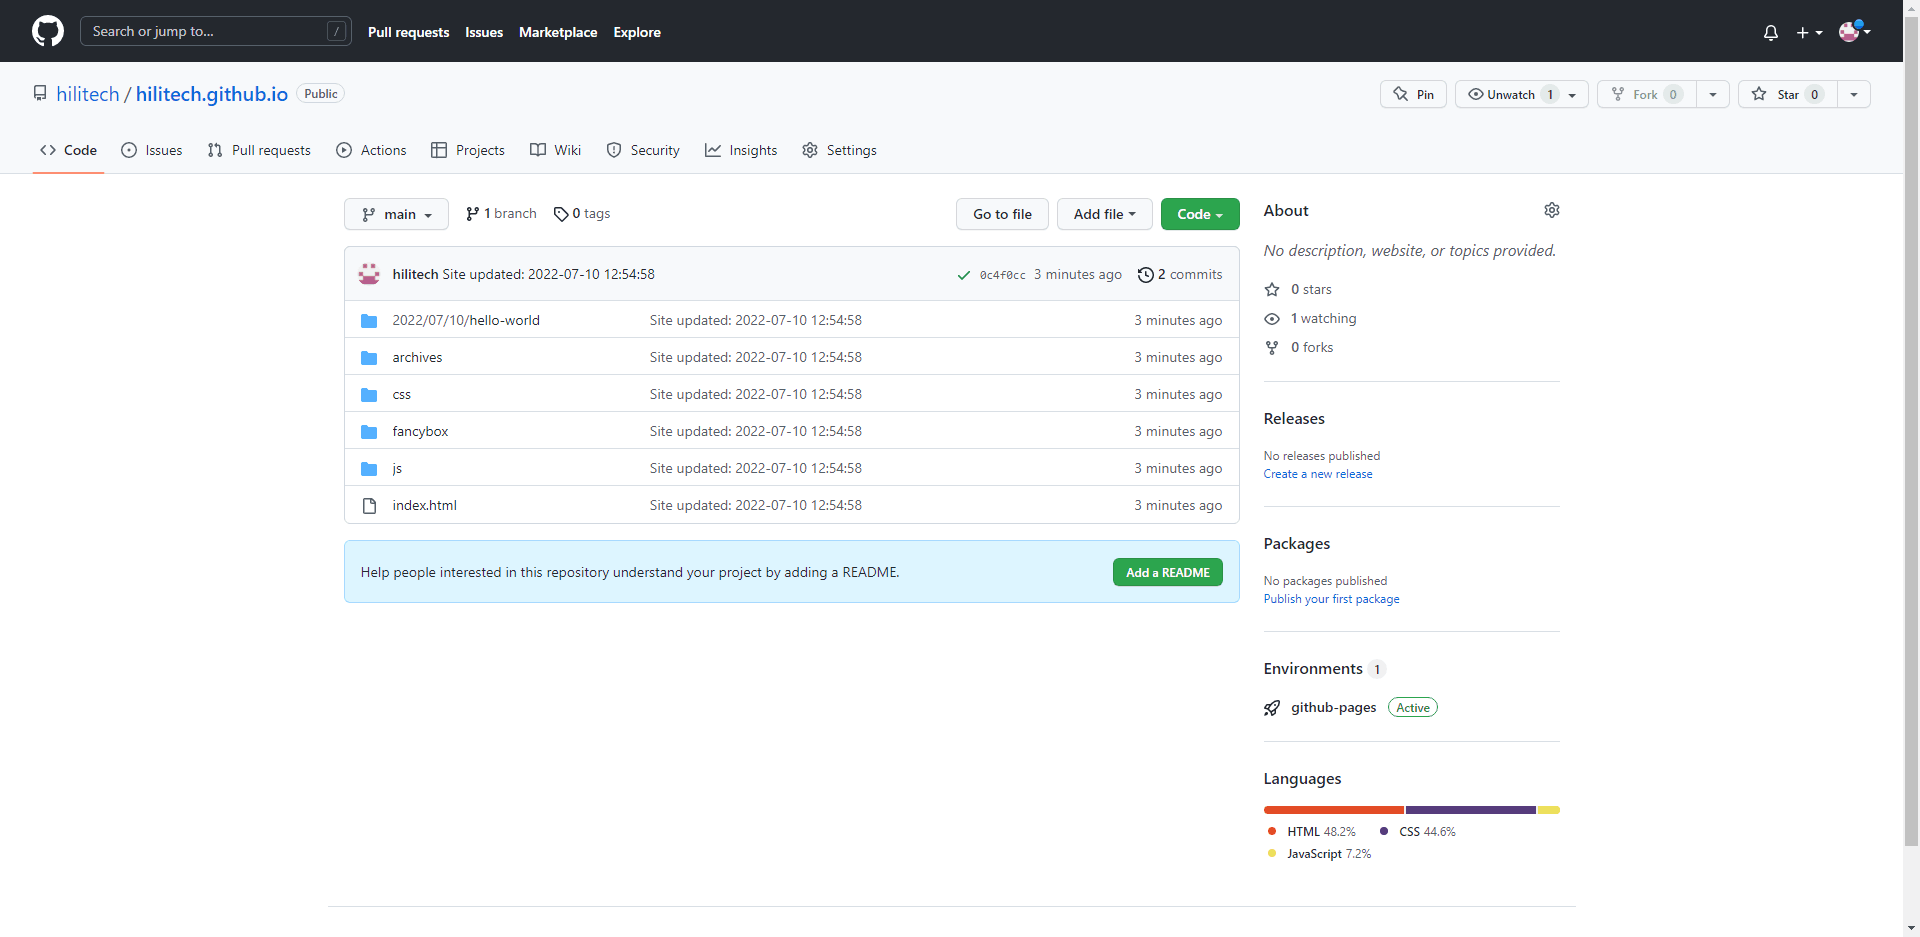 Search or jump to... /
Pull requests Issues Marketplace Explore
hilitech / hilitech.github.io Public
Pin Unwatch 1 Fork 0 Star 0
Code Issues Pull requests Actions Projects Wiki Security Insights Settings
main 1 branch 0 tags Go to file Add file Code
hilitech Site updated: 2022-07-10 12:54:58 0c4f0cc 3 minutes ago 2 commits
2022/07/10/hello-world Site updated: 2022-07-10 12:54:58 3 minutes ago
archives Site updated: 2022-07-10 12:54:58 3 minutes ago
css Site updated: 2022-07-10 12:54:58 3 minutes ago
fancybox Site updated: 2022-07-10 12:54:58 3 minutes ago
js Site updated: 2022-07-10 12:54:58 3 minutes ago
index.html Site updated: 2022-07-10 12:54:58 3 minutes ago
Help people interested in this repository understand your project by adding a README. Add a README
About
No description, website, or topics provided.
0 stars
1 watching
0 forks
Releases
No releases published
Create a new release
Packages
No packages published
Publish your first package
Environments 1
github-pages Active
Languages
HTML 48.2% CSS 44.6%
JavaScript 7.2%